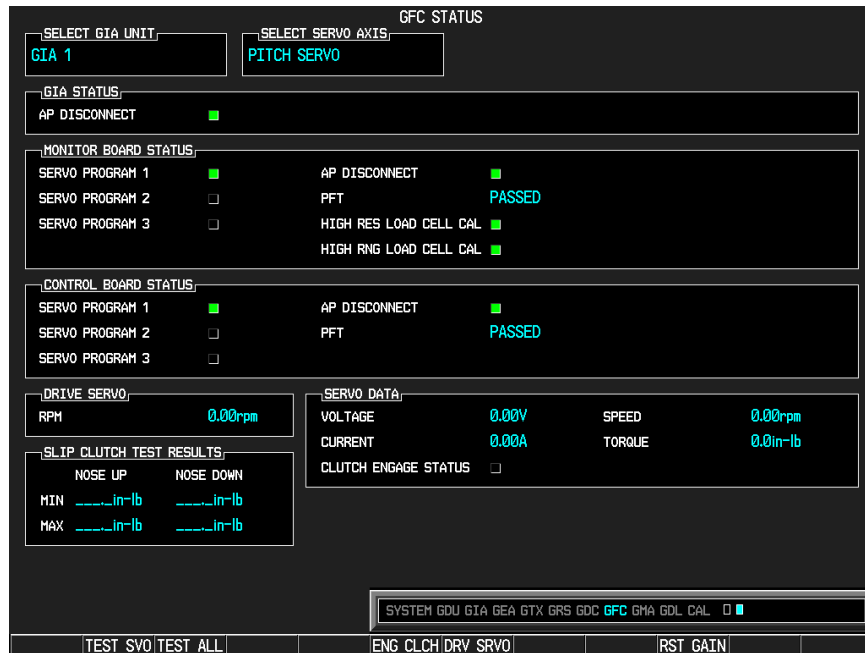 GFC STATUS
SELECT GIA UNIT
SELECT SERVO AXIS
GIA 1
PITCH SERVO
GIA STATUS
AP DISCONNECT
MONITOR BOARD STATUS
SERVO PROGRAM 1
AP DISCONNECT
SERVO PROGRAM 2
PFT
PASSED
SERVO PROGRAM 3
HIGH RES LOAD CELL CAL
HIGH RNG LOAD CELL CAL
CONTROL BOARD STATUS
SERVO PROGRAM 1
AP DISCONNECT
SERVO PROGRAM 2
PFT
PASSED
SERVO PROGRAM 3
DRIVE SERVO
RPM
0.00rpm
SERVO DATA
VOLTAGE
0.00V
SPEED
0.00rpm
CURRENT
0.00A
TORQUE
0.0in-lb
CLUTCH ENGAGE STATUS
SLIP CLUTCH TEST RESULTS
NOSE UP
NOSE DOWN
MIN ___._in-lb ___._in-lb
MAX ___._in-lb ___._in-lb
SYSTEM GDU GIA GEA GTX GRS GDC GFC GMA GDL CAL
TEST SVO TEST ALL ENG CLCH DRV SRVO RST GAIN